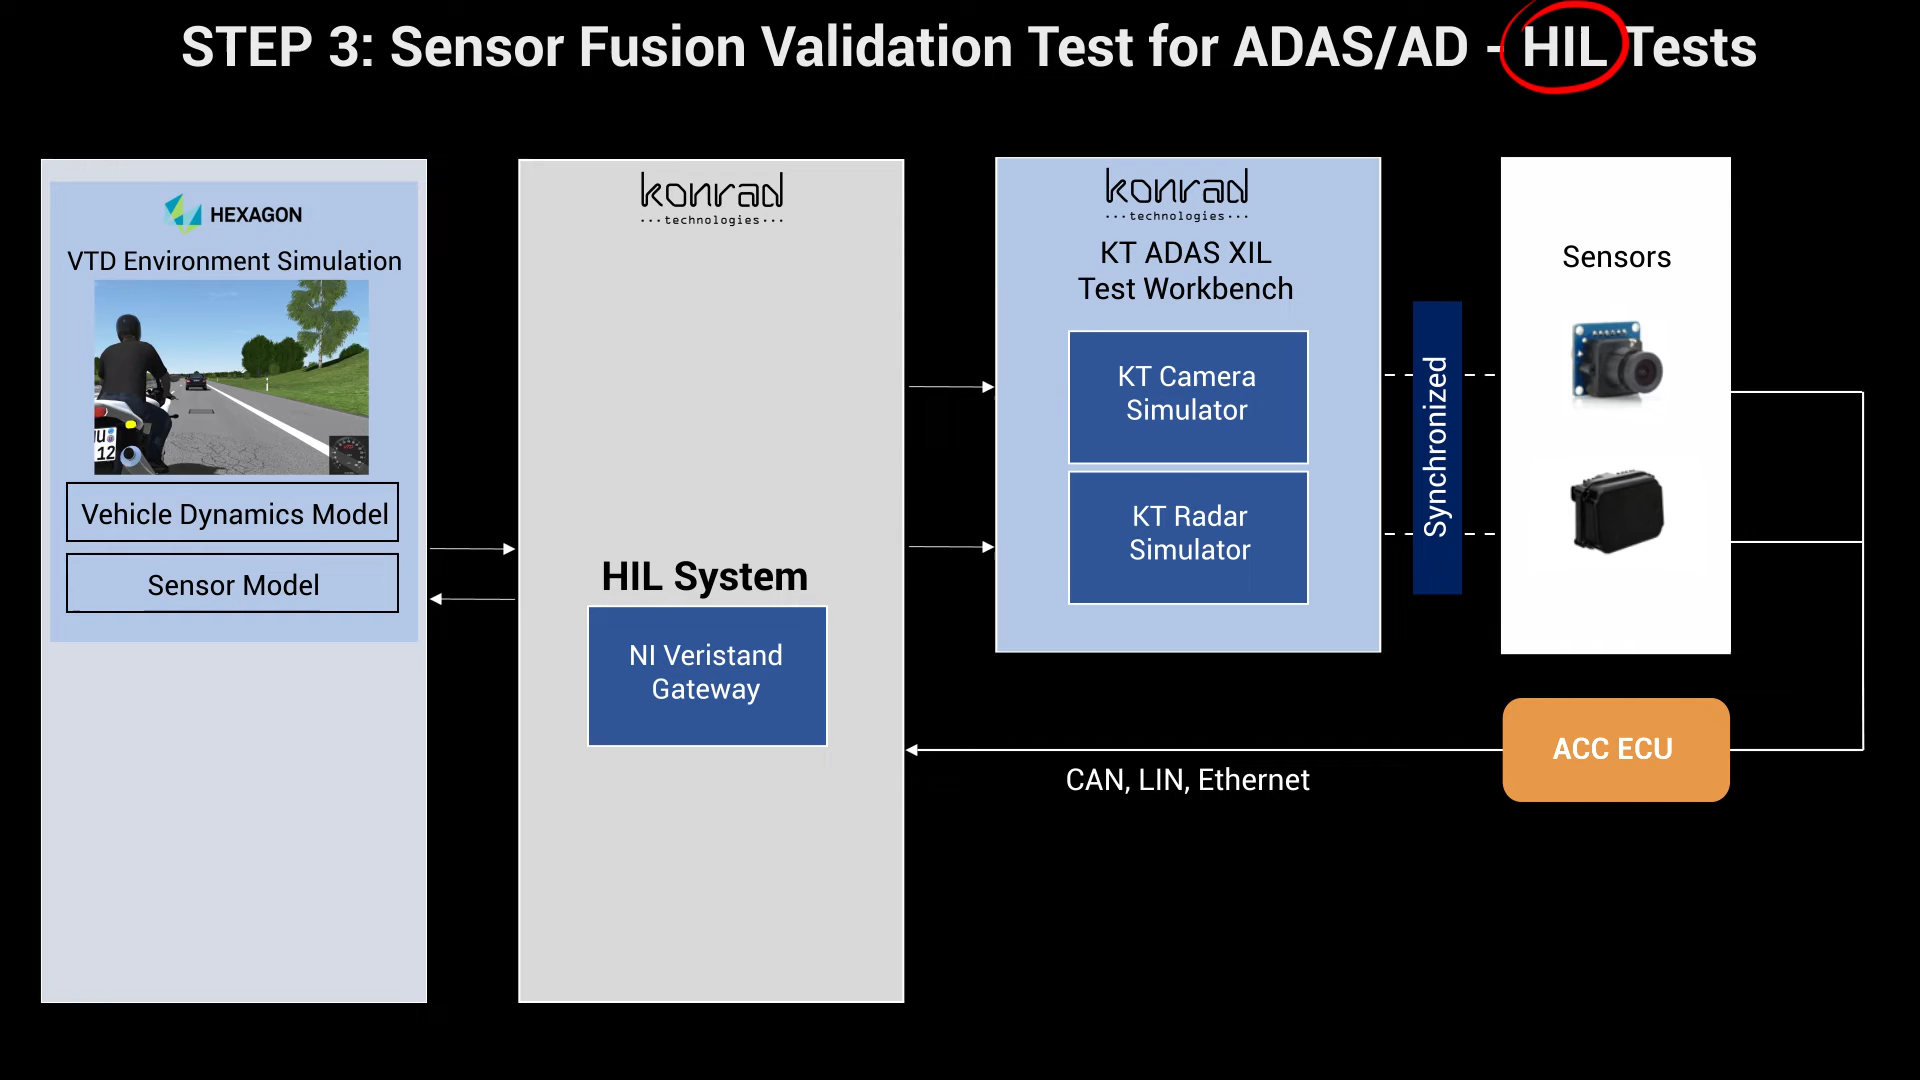 STEP 3: Sensor Fusion Validation Test for ADAS/AD - HIL Tests
HEXAGON
VTD Environment Simulation
U
12
Vehicle Dynamics Model
Sensor Model
konrad
···technologies···
HIL System
NI Veristand
Gateway
konrad
···technologies···
KT ADAS XIL
Test Workbench
KT Camera
Simulator
KT Radar
Simulator
Synchronized
Sensors
ACC ECU
CAN, LIN, Ethernet